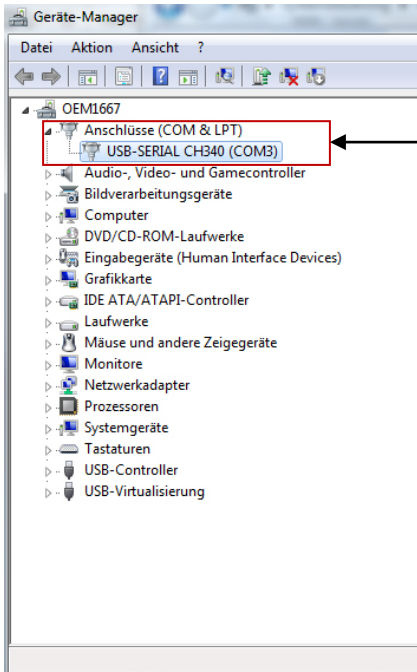 Geräte-Manager
Datei Aktion Ansicht ?
OEM1667
Anschlüsse (COM & LPT)
USB-SERIAL CH340 (COM3)
Audio-, Video- und Gamecontroller
Bildverarbeitungsgeräte
Computer
DVD/CD-ROM-Laufwerke
Eingabegeräte (Human Interface Devices)
Grafikkarte
IDE ATA/ATAPI-Controller
Laufwerke
Mäuse und andere Zeigegeräte
Monitore
Netzwerkadapter
Prozessoren
Systemgeräte
Tastaturen
USB-Controller
USB-Virtualisierung